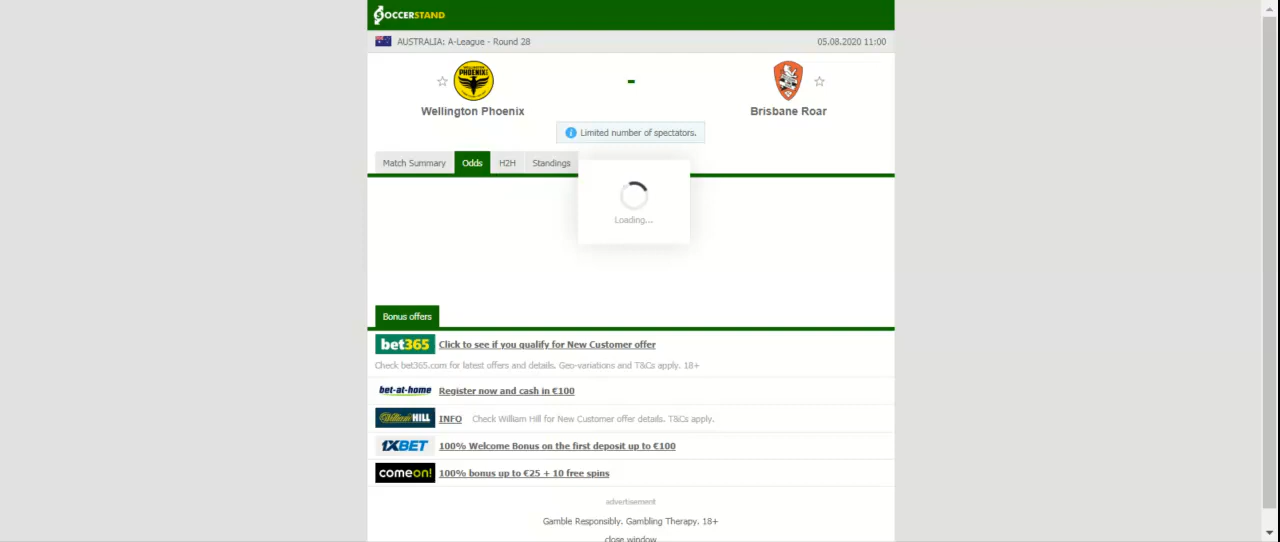 SOCCERSTAND
AUSTRALIA: A-League - Round 28 05.08.2020 11:00
PHOENIX
-
Wellington Phoenix Brisbane Roar
Limited number of spectators.
Match Summary Odds H2H Standings
Loading...
Bonus offers
bet365 Click to see if you qualify for New Customer offer
Check bet365.com for latest offers and details. Geo-variations and T&Cs apply. 18+
bet-at-home Register now and cash in €100
William HILL INFO Check William Hill for New Customer offer details. T&Cs apply.
1XBET 100% Welcome Bonus on the first deposit up to €100
comeon! 100% bonus up to €25 + 10 free spins
advertisement
Gamble Responsibly. Gambling Therapy. 18+
close window